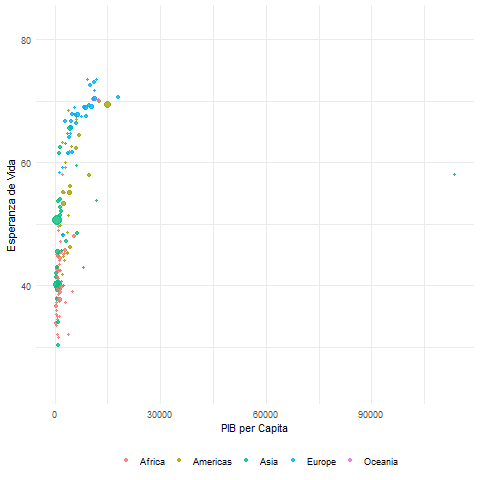 80
60
40
Esperanza de Vida
0 30000 60000 90000
PIB per Capita
Africa Americas Asia Europe Oceania